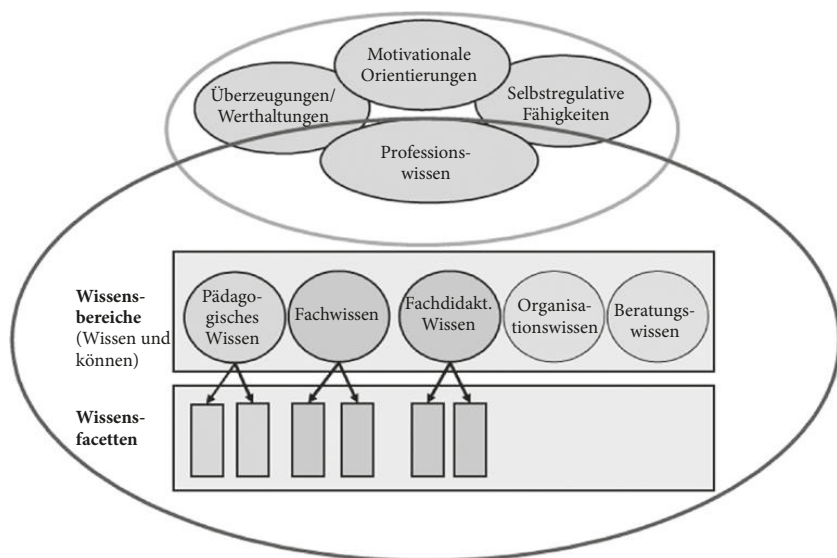 Motivationale
Orientierungen
Überzeugungen/
Werthaltungen
Selbstregulative
Fähigkeiten
Professions-
wissen
Wissens-
bereiche
(Wissen und
können)
Pädago-
gisches
Wissen
Fachwissen
Fachdidakt.
Wissen
Organisa-
tionswissen
Beratungs-
wissen
Wissens-
facetten